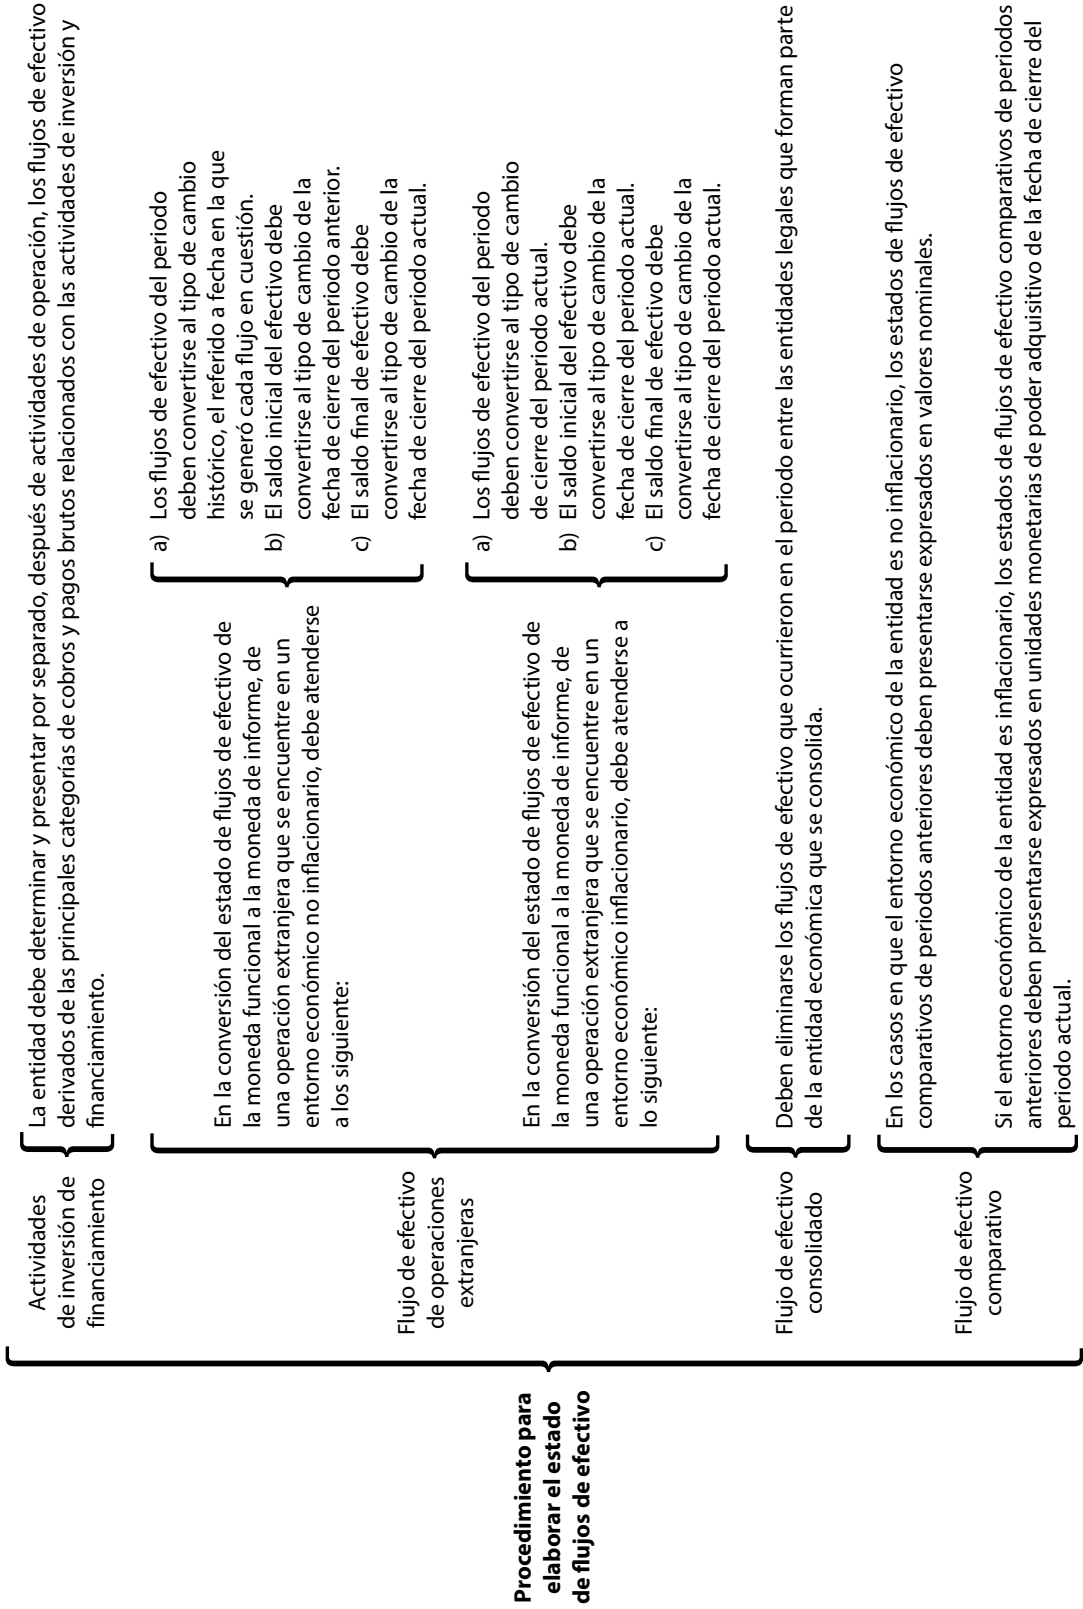 Procedimiento para
elaborar el estado
de flujos de efectivo
Actividades
de inversión de
financiamiento
La entidad debe determinar y presentar por separado, después de actividades de operación, los flujos de efectivo
derivados de las principales categorías de cobros y pagos brutos relacionados con las actividades de inversión y
financiamiento.
Flujo de efectivo
de operaciones
extranjeras
En la conversión del estado de flujos de efectivo de
la moneda funcional a la moneda de informe, de
una operación extranjera que se encuentre en un
entorno económico no inflacionario, debe atenderse
a los siguiente:
a) Los flujos de efectivo del periodo
deben convertirse al tipo de cambio
histórico, el referido a fecha en la que
se generó cada flujo en cuestión.
b) El saldo inicial del efectivo debe
convertirse al tipo de cambio de la
fecha de cierre del periodo anterior.
c) El saldo final de efectivo debe
convertirse al tipo de cambio de la
fecha de cierre del periodo actual.
En la conversión del estado de flujos de efectivo de
la moneda funcional a la moneda de informe, de
una operación extranjera que se encuentre en un
entorno económico inflacionario, debe atenderse a
lo siguiente:
a) Los flujos de efectivo del periodo
deben convertirse al tipo de cambio
de cierre del periodo actual.
b) El saldo inicial del efectivo debe
convertirse al tipo de cambio de la
fecha de cierre del periodo actual.
c) El saldo final de efectivo debe
convertirse al tipo de cambio de la
fecha de cierre del periodo actual.
Flujo de efectivo
consolidado
Deben eliminarse los flujos de efectivo que ocurrieron en el periodo entre las entidades legales que forman parte
de la entidad económica que se consolida.
Flujo de efectivo
comparativo
En los casos en que el entorno económico de la entidad es no inflacionario, los estados de flujos de efectivo
comparativos de periodos anteriores deben presentarse expresados en valores nominales.
Si el entorno económico de la entidad es inflacionario, los estados de flujos de efectivo comparativos de periodos
anteriores deben presentarse expresados en unidades monetarias de poder adquisitivo de la fecha de cierre del
periodo actual.